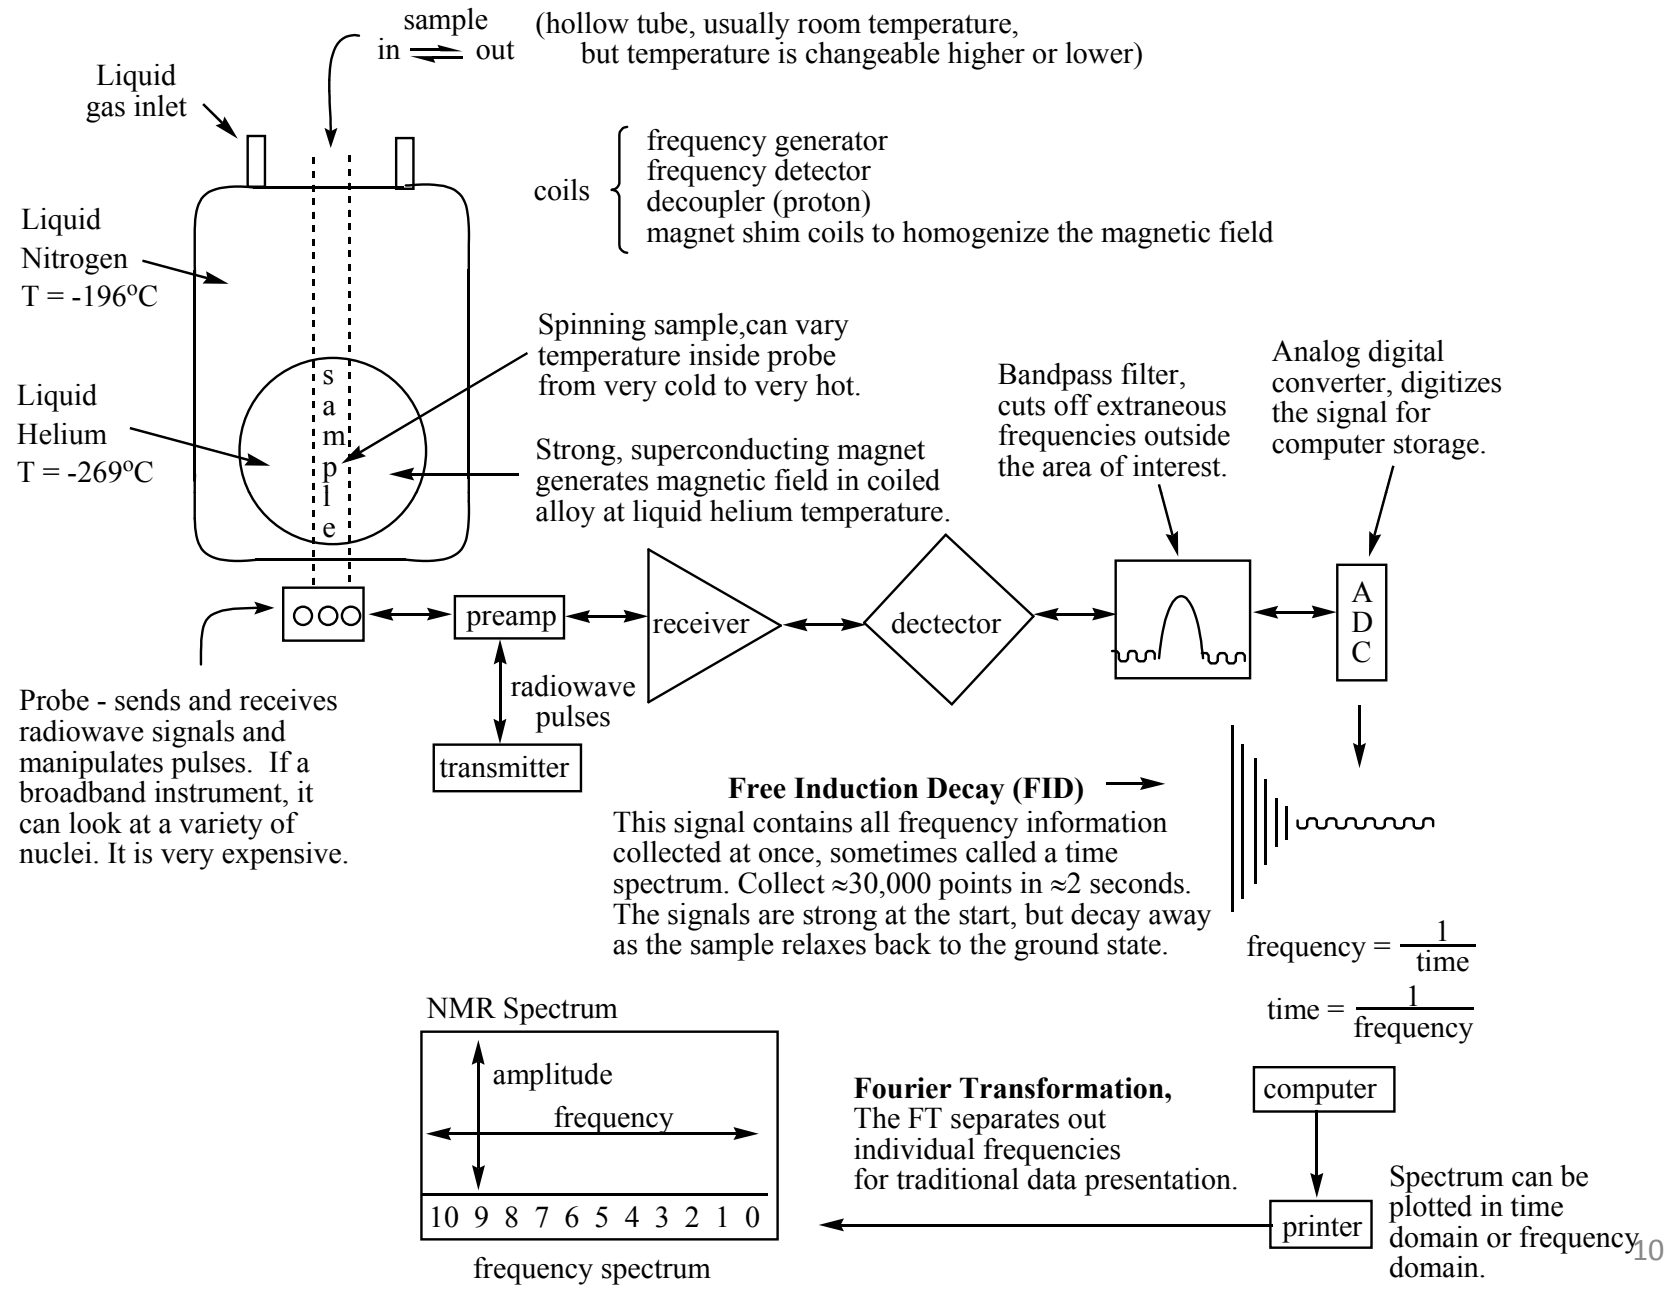 sample
in ⇌ out
(hollow tube, usually room temperature,
but temperature is changeable higher or lower)
Liquid
gas inlet
coils
frequency generator
frequency detector
decoupler (proton)
magnet shim coils to homogenize the magnetic field
Liquid
Nitrogen
T = -196°C
Liquid
Helium
T = -269°C
s
a
m
p
l
e
Spinning sample,can vary
temperature inside probe
from very cold to very hot.
Strong, superconducting magnet
generates magnetic field in coiled
alloy at liquid helium temperature.
Bandpass filter,
cuts off extraneous
frequencies outside
the area of interest.
Analog digital
converter, digitizes
the signal for
computer storage.
preamp
receiver
dectector
A
D
C
radiowave
pulses
transmitter
Probe - sends and receives
radiowave signals and
manipulates pulses. If a
broadband instrument, it
can look at a variety of
nuclei. It is very expensive.
Free Induction Decay (FID)
This signal contains all frequency information
collected at once, sometimes called a time
spectrum. Collect ≈30,000 points in ≈2 seconds.
The signals are strong at the start, but decay away
as the sample relaxes back to the ground state.
frequency = 1
time
time = 1
frequency
NMR Spectrum
amplitude
frequency
10 9 8 7 6 5 4 3 2 1 0
frequency spectrum
Fourier Transformation,
The FT separates out
individual frequencies
for traditional data presentation.
computer
printer
Spectrum can be
plotted in time
domain or frequency
domain.
10